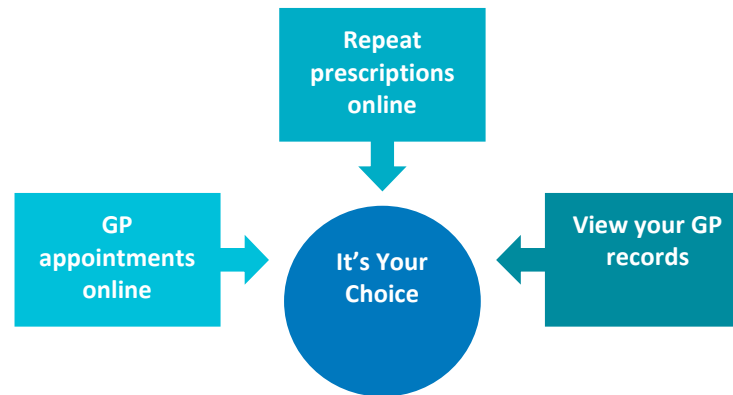 Repeat
prescriptions
online
GP
appointments
online
It’s Your
Choice
View your GP
records